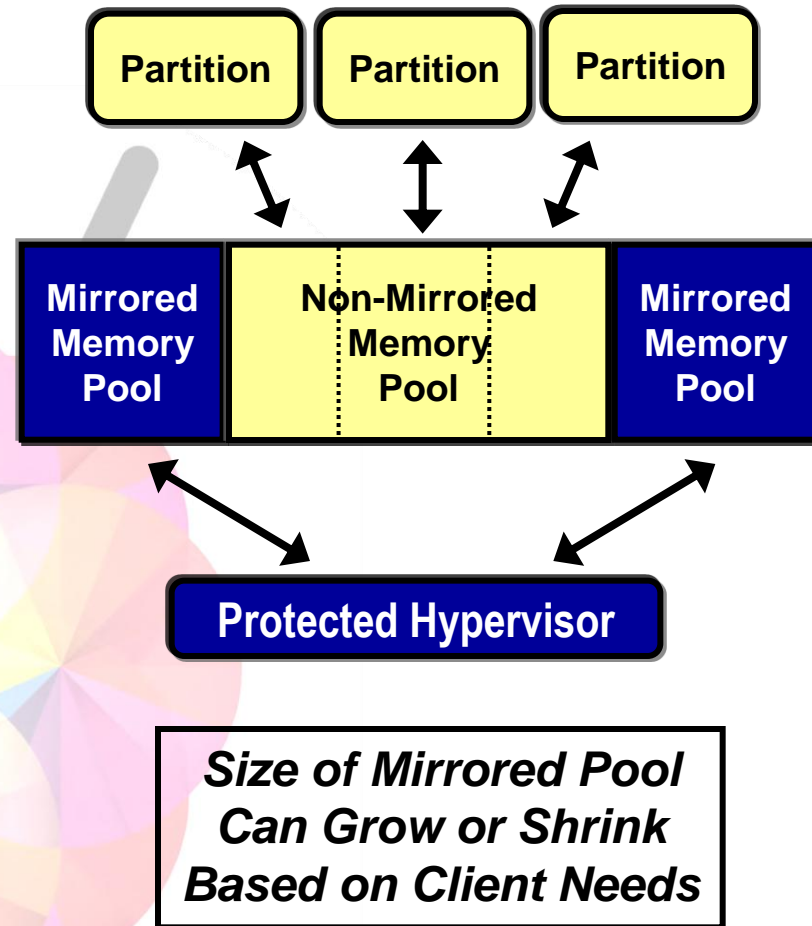 Partition
Partition
Partition
Mirrored
Memory
Pool
Non-Mirrored
Memory
Pool
Mirrored
Memory
Pool
Protected Hypervisor
Size of Mirrored Pool
Can Grow or Shrink
Based on Client Needs